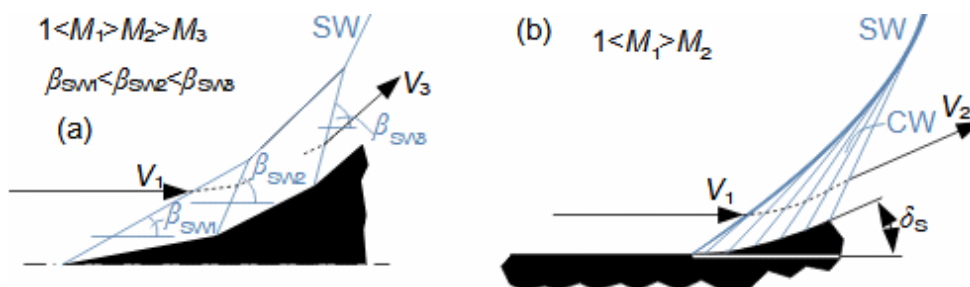 1<M₁>M₂>M₃
SW
βSW1<βSW2<βSW3
V₃
(a)
βSW3
V₁
βSW2
βSW1
(b)
1<M₁>M₂
SW
V₂
CW
V₁
δS